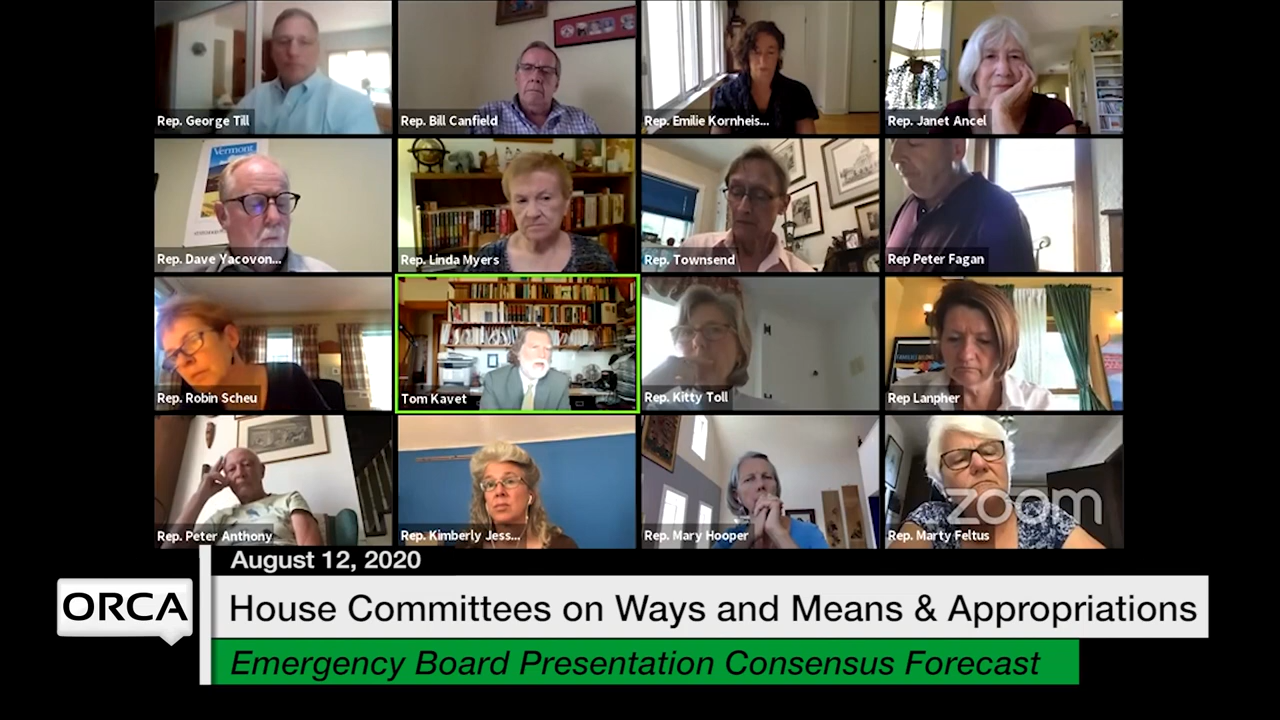 Rep. George Till
Rep. Bill Canfield
Rep. Emilie Kornheis...
Rep. Janet Ancel
Vermont
Rep. Dave Yacovon...
Rep. Linda Myers
Rep. Townsend
Rep Peter Fagan
Rep. Robin Scheu
Tom Kavet
Rep. Kitty Toll
Rep Lanpher
Rep. Peter Anthony
Rep. Kimberly Jess...
Rep. Mary Hooper
Rep. Marty Feltus
zoom
August 12, 2020
ORCA
House Committees on Ways and Means & Appropriations
Emergency Board Presentation Consensus Forecast